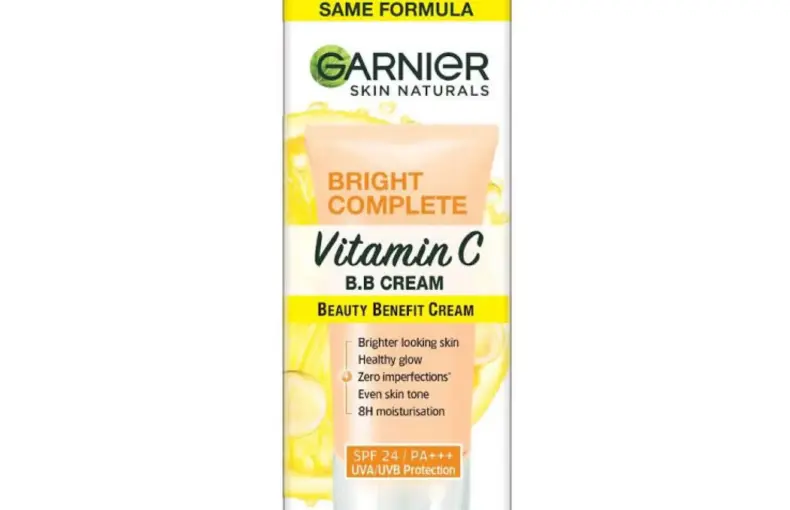 SAME FORMULA
GARNIER
SKIN NATURALS
BRIGHT
COMPLETE
Vitamin C
B.B CREAM
BEAUTY BENEFIT CREAM
Brighter looking skin
Healthy glow
Zero imperfections*
Even skin tone
8H moisturisation
SPF 24 / PA+++
UVA/UVB Protection